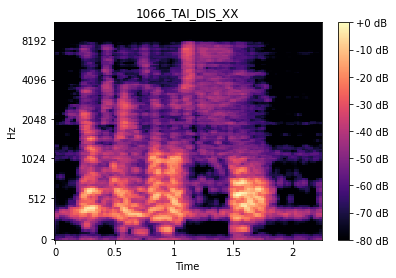 1066_TAI_DIS_XX
Hz
8192
4096
2048
1024
512
0
0
0.5
1
1.5
2
Time
+0 dB
-10 dB
-20 dB
-30 dB
-40 dB
-50 dB
-60 dB
-70 dB
-80 dB